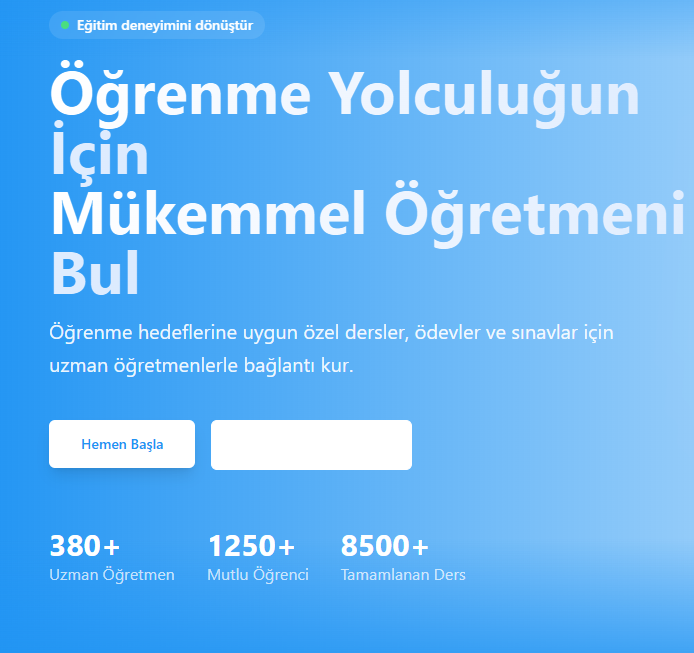 Eğitim deneyimini dönüştür
Öğrenme Yolculuğun
İçin
Mükemmel Öğretmeni
Bul
Öğrenme hedeflerine uygun özel dersler, ödevler ve sınavlar için
uzman öğretmenlerle bağlantı kur.
Hemen Başla
380+ 1250+ 8500+
Uzman Öğretmen Mutlu Öğrenci Tamamlanan Ders